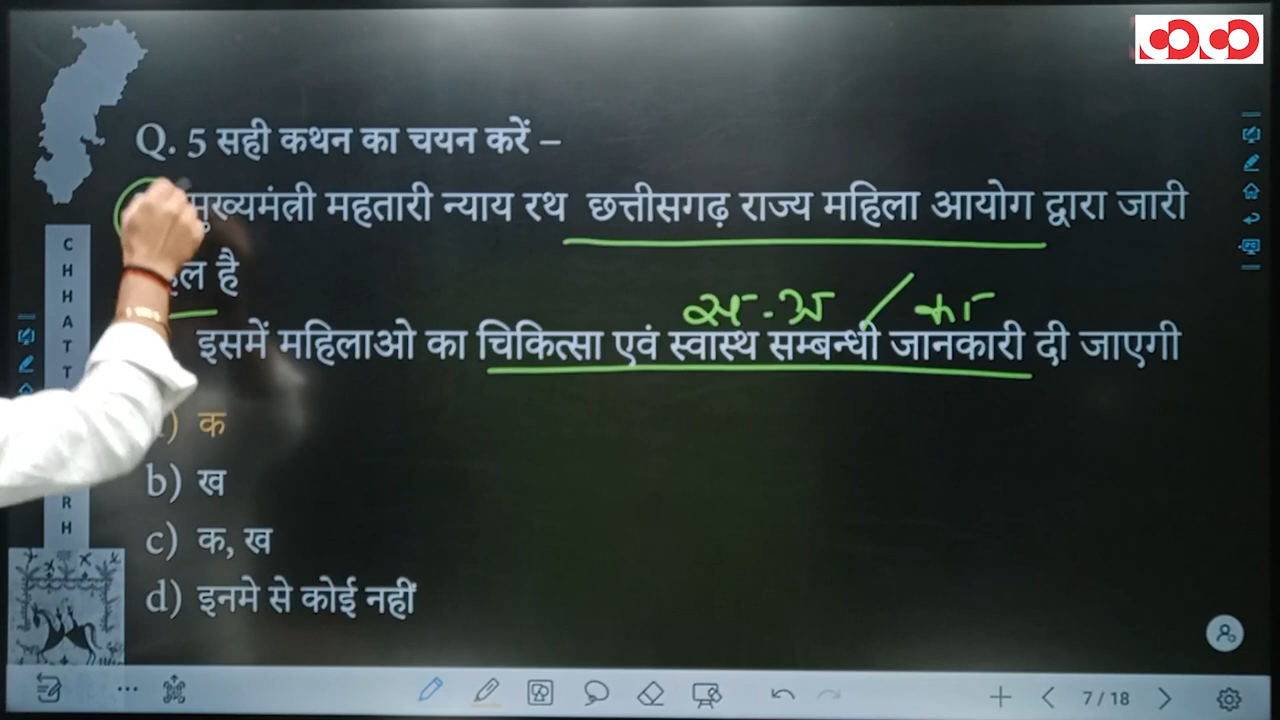 Q. 5 सही कथन का चयन करें –
मुख्यमंत्री महतारी न्याय रथ छत्तीसगढ़ राज्य महिला आयोग द्वारा जारी
है
इसमें महिलाओ का चिकित्सा एवं स्वास्थ सम्बन्धी जानकारी दी जाएगी
क
b) ख
c) क, ख
d) इनमे से कोई नहीं
C
H
H
A
T
T
R
H
7 / 18